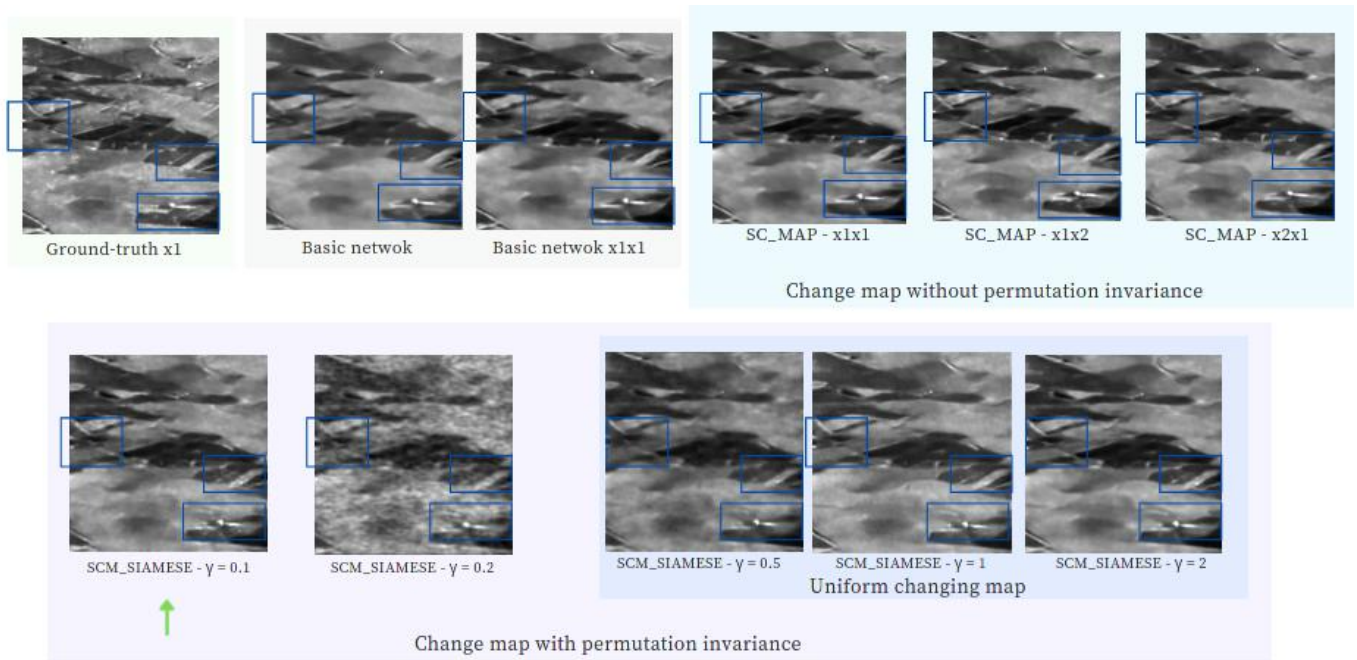 Ground-truth x1
Basic netwok
Basic netwok x1x1
SC_MAP - x1x1
SC_MAP - x1x2
SC_MAP - x2x1
Change map without permutation invariance
SCM_SIAMESE - γ = 0.1
SCM_SIAMESE - γ = 0.2
SCM_SIAMESE - γ = 0.5
SCM_SIAMESE - γ = 1
SCM_SIAMESE - γ = 2
Uniform changing map
Change map with permutation invariance